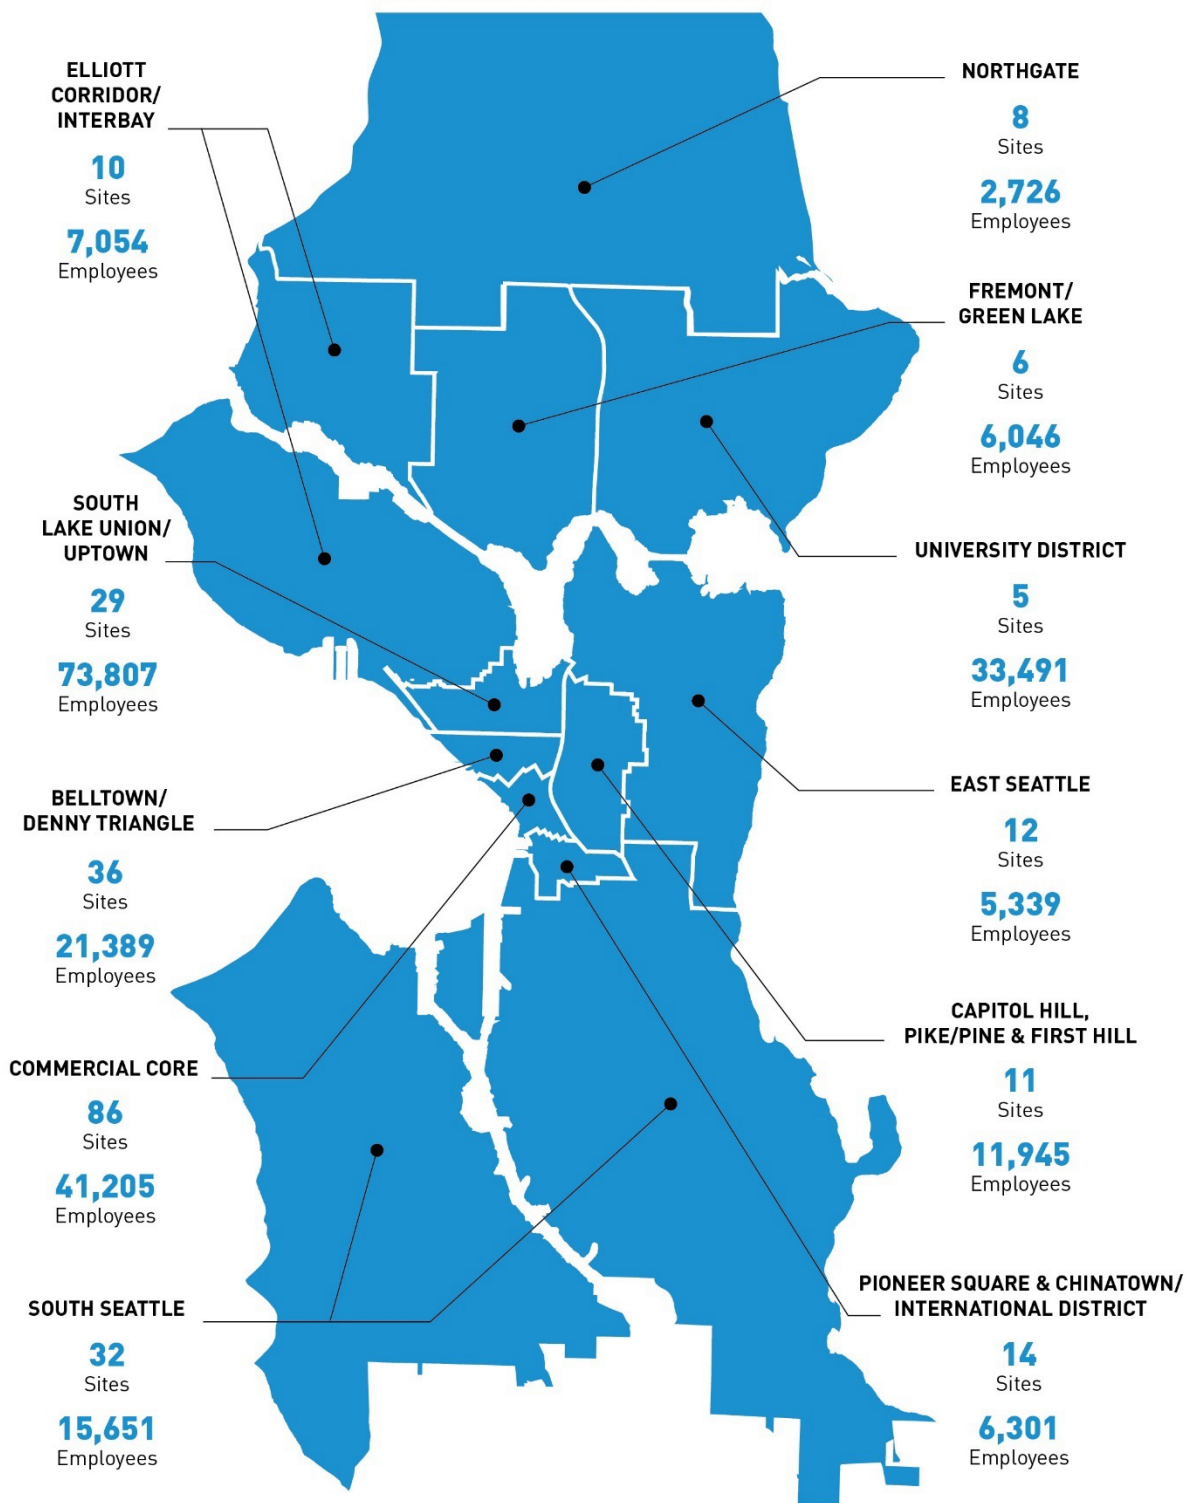 ELLIOTT
CORRIDOR/
INTERBAY
10
Sites
7,054
Employees
SOUTH
LAKE UNION/
UPTOWN
29
Sites
73,807
Employees
BELLTOWN/
DENNY TRIANGLE
36
Sites
21,389
Employees
COMMERCIAL CORE
86
Sites
41,205
Employees
SOUTH SEATTLE
32
Sites
15,651
Employees
NORTHGATE
8
Sites
2,726
Employees
FREMONT/
GREEN LAKE
6
Sites
6,046
Employees
UNIVERSITY DISTRICT
5
Sites
33,491
Employees
EAST SEATTLE
12
Sites
5,339
Employees
CAPITOL HILL,
PIKE/PINE & FIRST HILL
11
Sites
11,945
Employees
PIONEER SQUARE & CHINATOWN/
INTERNATIONAL DISTRICT
14
Sites
6,301
Employees